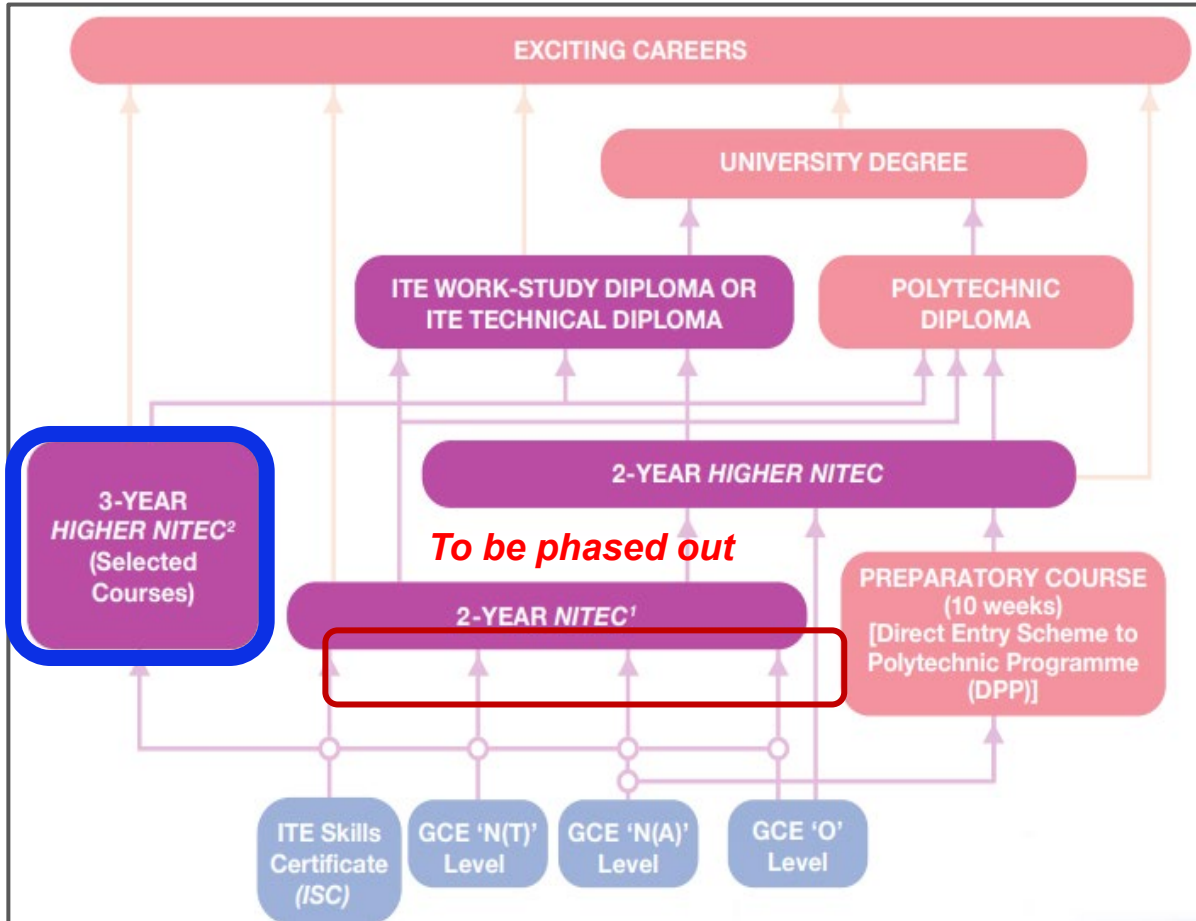 EXCITING CAREERS
UNIVERSITY DEGREE
ITE WORK-STUDY DIPLOMA OR
ITE TECHNICAL DIPLOMA
POLYTECHNIC
DIPLOMA
2-YEAR HIGHER NITEC
3-YEAR
HIGHER NITEC²
(Selected
Courses)
To be phased out
2-YEAR NITEC¹
PREPARATORY COURSE
(10 weeks)
[Direct Entry Scheme to
Polytechnic Programme
(DPP)]
ITE Skills
Certificate
(ISC)
GCE ‘N(T)’
Level
GCE ‘N(A)’
Level
GCE ‘O’
Level